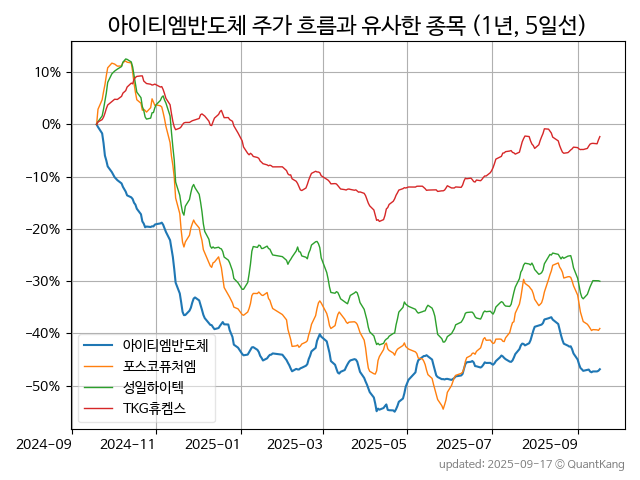 아이티엠반도체 주가 흐름과 유사한 종목 (1년, 5일선)
10%
0%
−10%
−20%
−30%
−40%
−50%
아이티엠반도체
포스코퓨처엠
성일하이텍
TKG휴켐스
2024-09
2024-11
2025-01
2025-03
2025-05
2025-07
2025-09
updated: 2025-09-17 © QuantKang